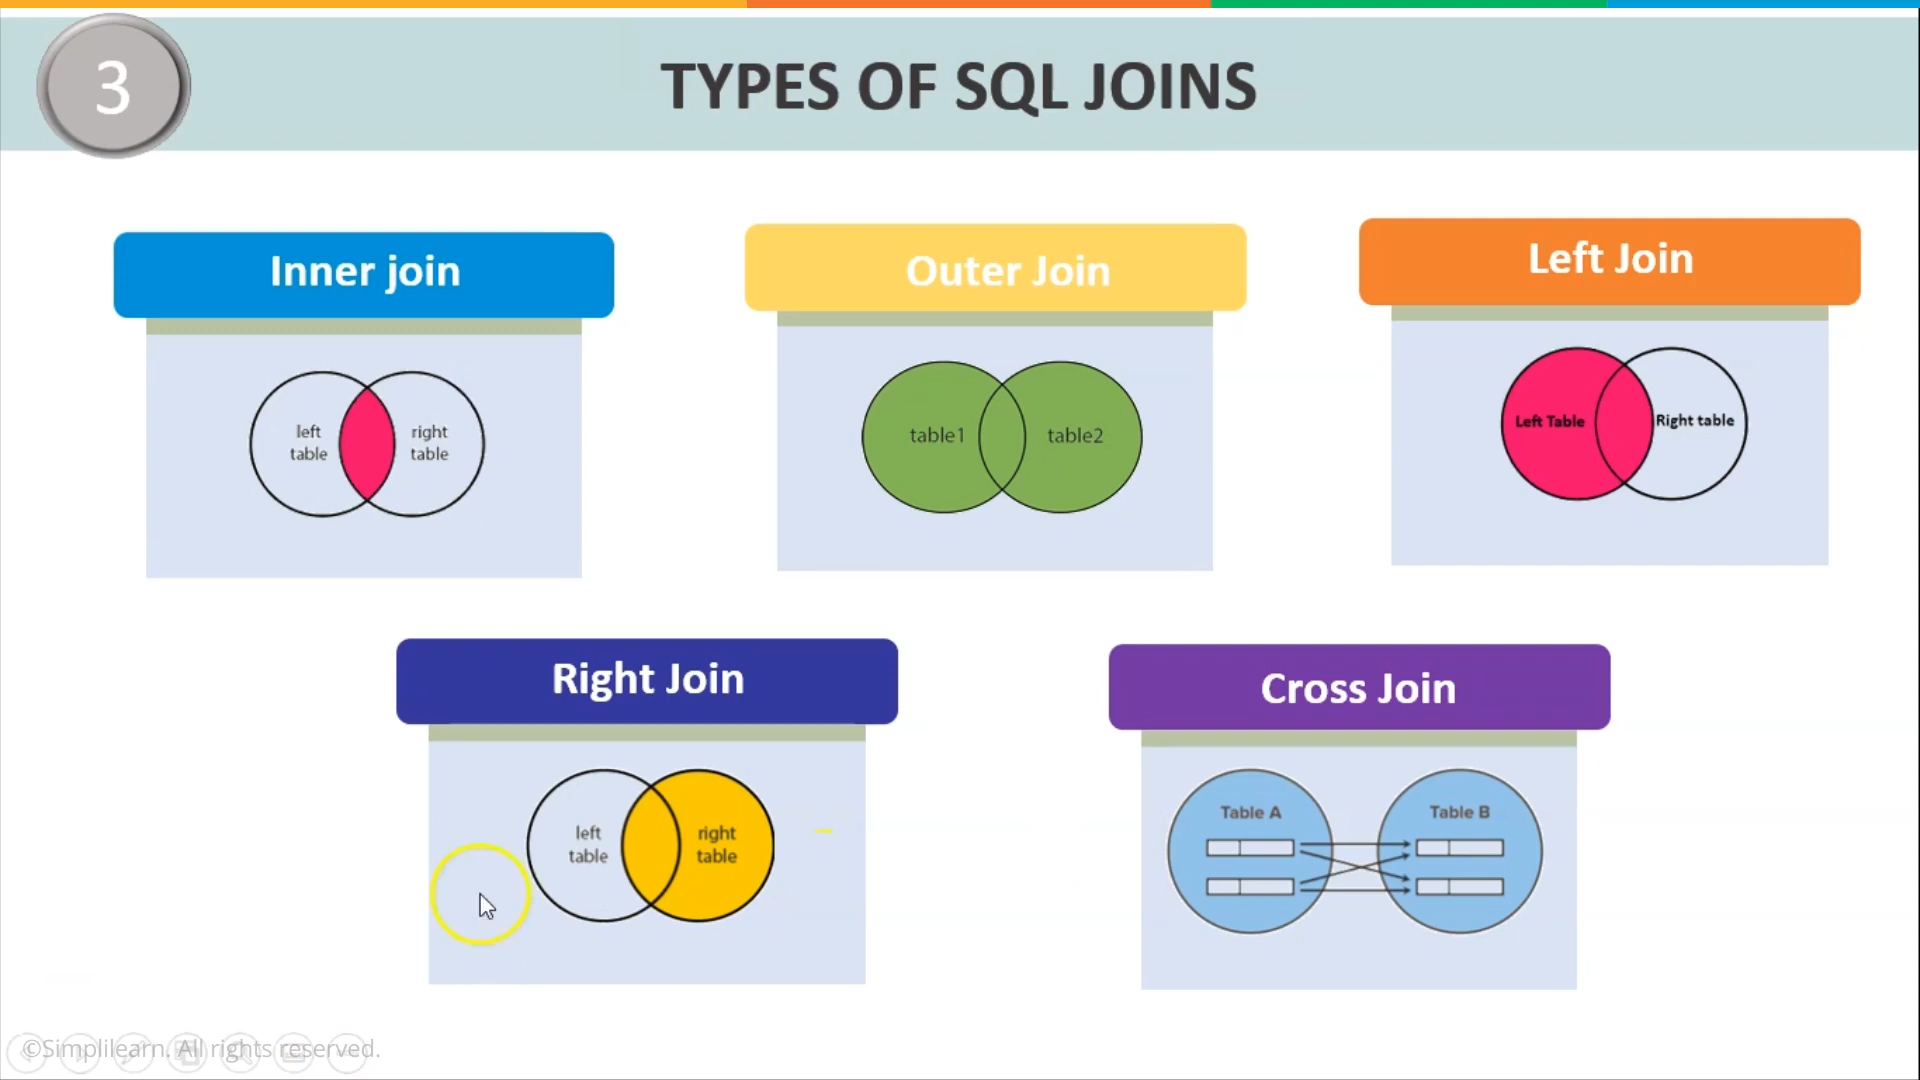 3
TYPES OF SQL JOINS
Inner join
left
table
right
table
Outer Join
table1
table2
Left Join
Left Table
Right table
Right Join
left
table
right
table
Cross Join
Table A
Table B
©Simplilearn. All rights reserved.